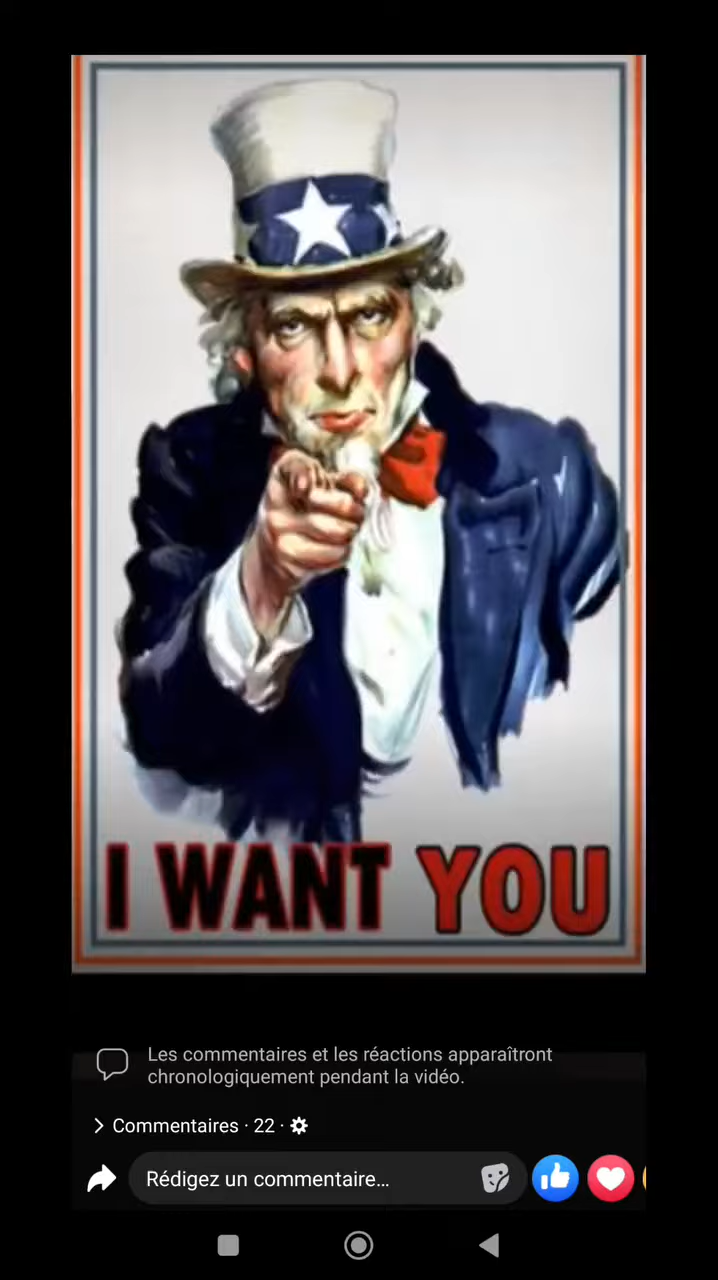 I WANT YOU
Les commentaires et les réactions apparaîtront
chronologiquement pendant la vidéo.
Commentaires · 22 ·
Rédigez un commentaire...